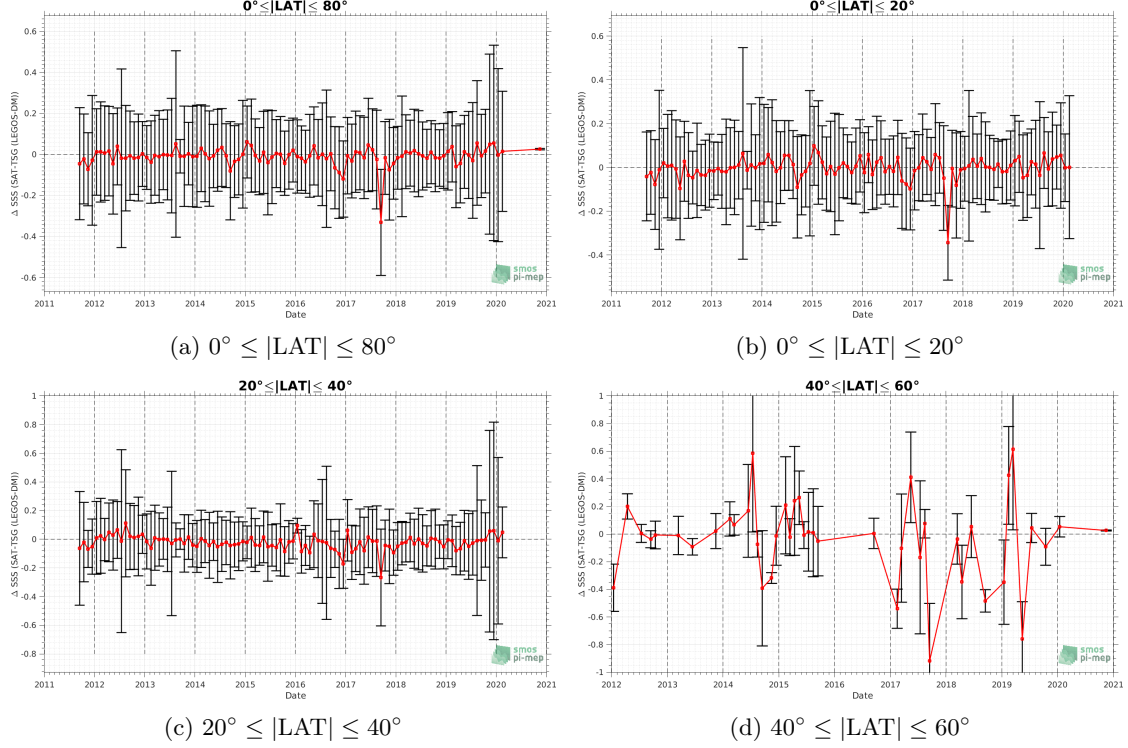 0°≤|LAT|≤ 80°
0.6
0.4
0.2
0
-0.2
-0.4
-0.6
Δ SSS (SAT-TSG (LEGOS-DM))
2011 2012 2013 2014 2015 2016 2017 2018 2019 2020 2021
Date
smos
pi-mep
(a) 0° ≤ |LAT| ≤ 80°
0°≤|LAT|≤ 20°
0.6
0.4
0.2
0
-0.2
-0.4
Δ SSS (SAT-TSG (LEGOS-DM))
2011 2012 2013 2014 2015 2016 2017 2018 2019 2020 2021
Date
smos
pi-mep
(b) 0° ≤ |LAT| ≤ 20°
20°≤|LAT|≤ 40°
1
0.8
0.6
0.4
0.2
0
-0.2
-0.4
-0.6
-0.8
Δ SSS (SAT-TSG (LEGOS-DM))
2011 2012 2013 2014 2015 2016 2017 2018 2019 2020 2021
Date
smos
pi-mep
(c) 20° ≤ |LAT| ≤ 40°
40°≤|LAT|≤ 60°
1
0.8
0.6
0.4
0.2
0
-0.2
-0.4
-0.6
-0.8
-1
Δ SSS (SAT-TSG (LEGOS-DM))
2012 2013 2014 2015 2016 2017 2018 2019 2020 2021
Date
smos
pi-mep
(d) 40° ≤ |LAT| ≤ 60°